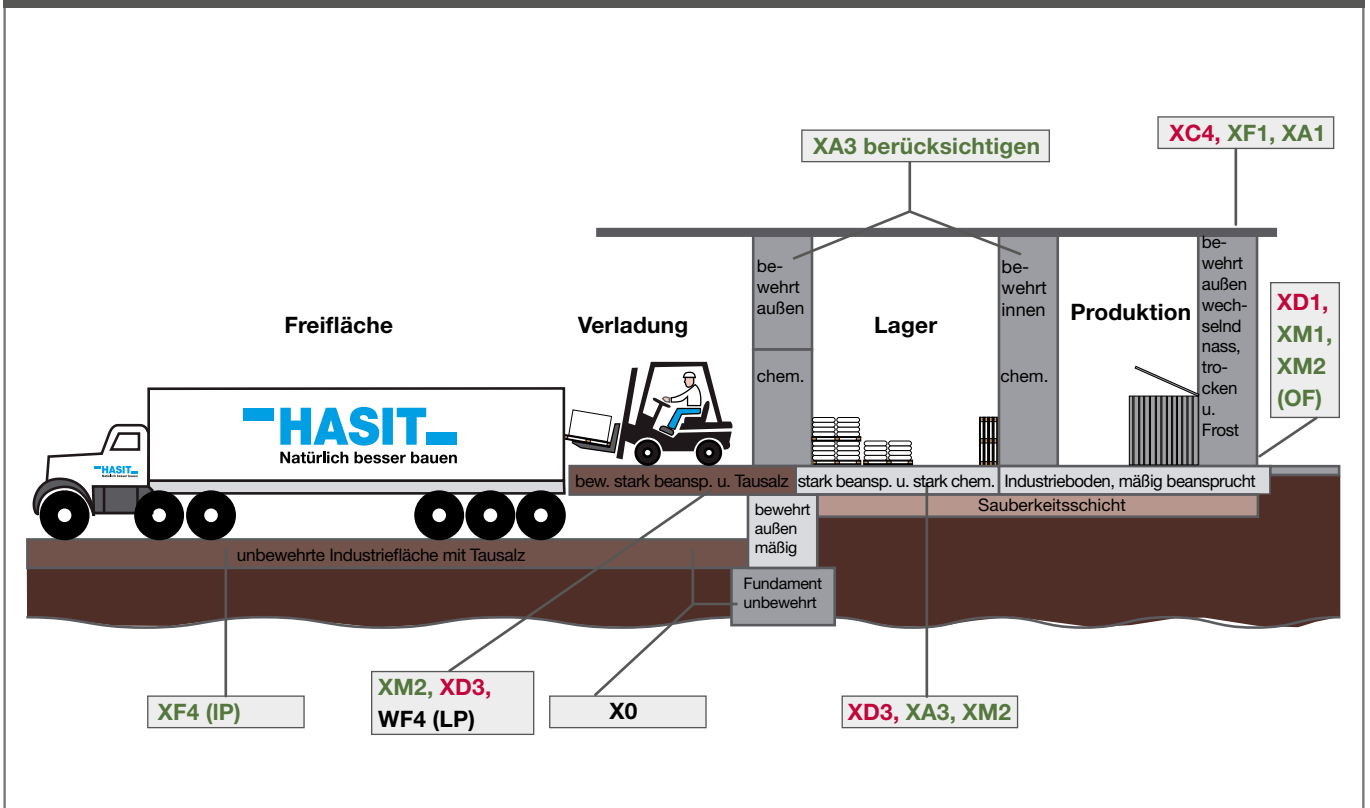 XA3 berücksichtigen
XC4, XF1, XA1
be-
wehrt
außen
chem.
be-
wehrt
innen
chem.
be-
wehrt
außen
wech-
selnd
nass,
tro-
cken
u.
Frost
XD1,
XM1,
XM2
(OF)
Freifläche
Verladung
Lager
Produktion
HASIT
Natürlich besser bauen
HASIT
Natürlich besser bauen
bew. stark beansp. u. Tausalz
stark beansp. u. stark chem.
Industrieboden, mäßig beansprucht
Sauberkeitsschicht
bewehrt
außen
mäßig
unbewehrte Industriefläche mit Tausalz
Fundament
unbewehrt
XF4 (IP)
XM2, XD3,
WF4 (LP)
X0
XD3, XA3, XM2